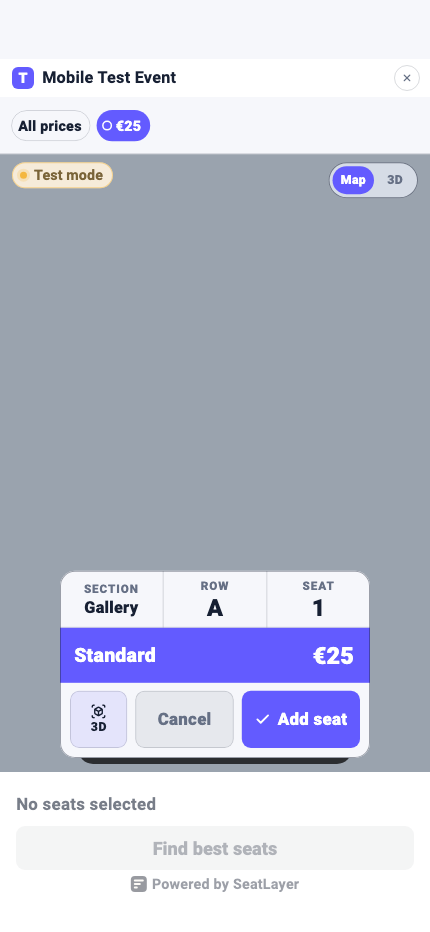 T Mobile Test Event
All prices €25
Test mode Map 3D
SECTION ROW SEAT
Gallery A 1
Standard €25
3D Cancel Add seat
No seats selected
Find best seats
Powered by SeatLayer